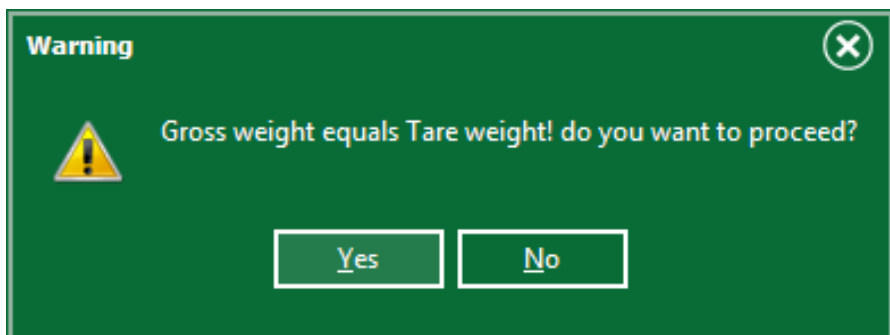 Warning
Gross weight equals Tare weight! do you want to proceed?
Yes
No